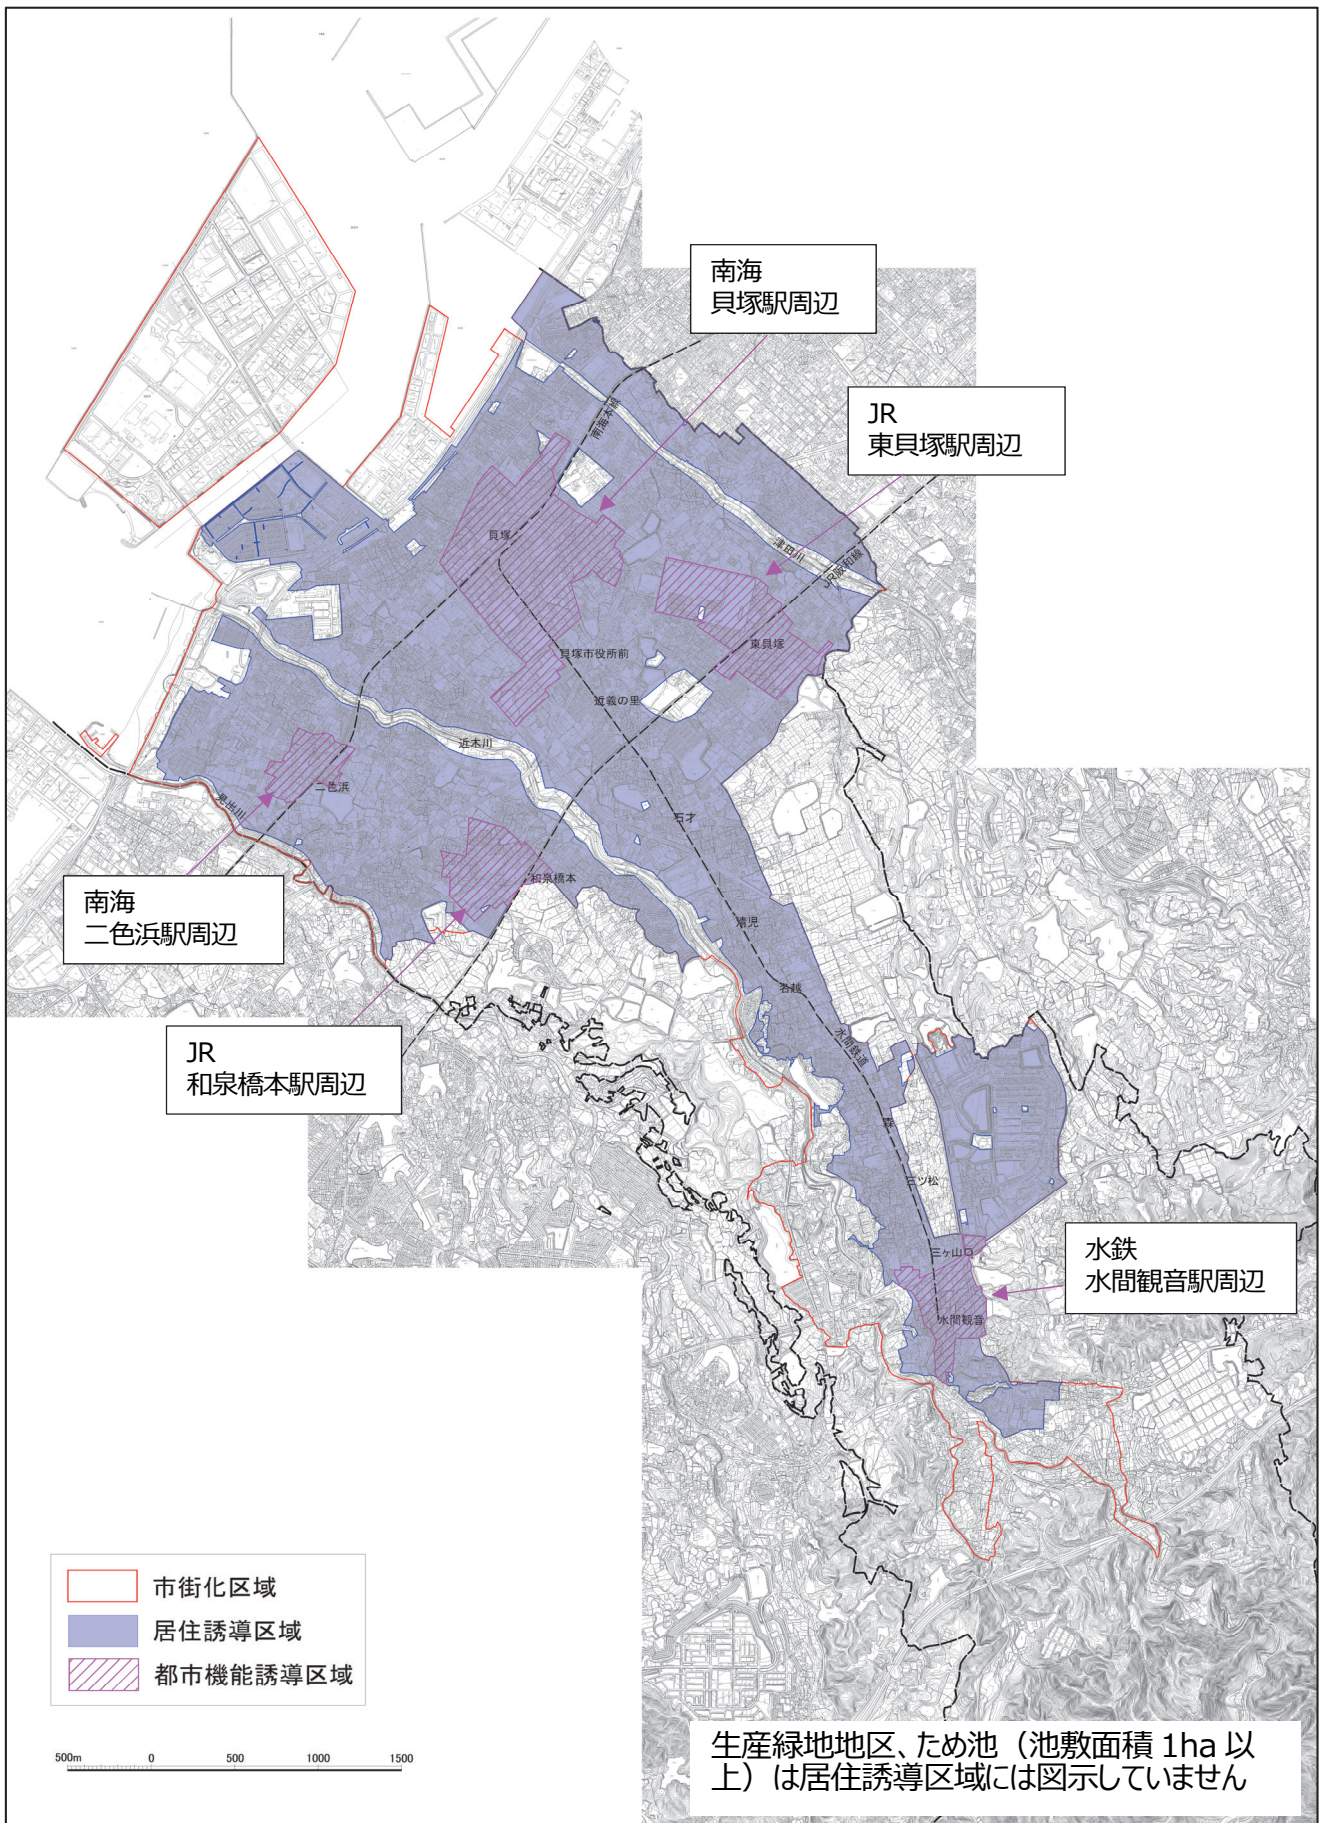 南海
貝塚駅周辺
JR
東貝塚駅周辺
南海本線
津田川
JR阪和線
貝塚
東貝塚
貝塚市役所前
近義の里
近木川
二色浜
見出川
石才
和泉橋本
清児
名越
水間鉄道
森
三ツ松
三ヶ山口
水間観音
南海
二色浜駅周辺
JR
和泉橋本駅周辺
水鉄
水間観音駅周辺
市街化区域
居住誘導区域
都市機能誘導区域
500m 0 500 1000 1500
生産緑地地区、ため池（池敷面積 1ha 以
上）は居住誘導区域には図示していません